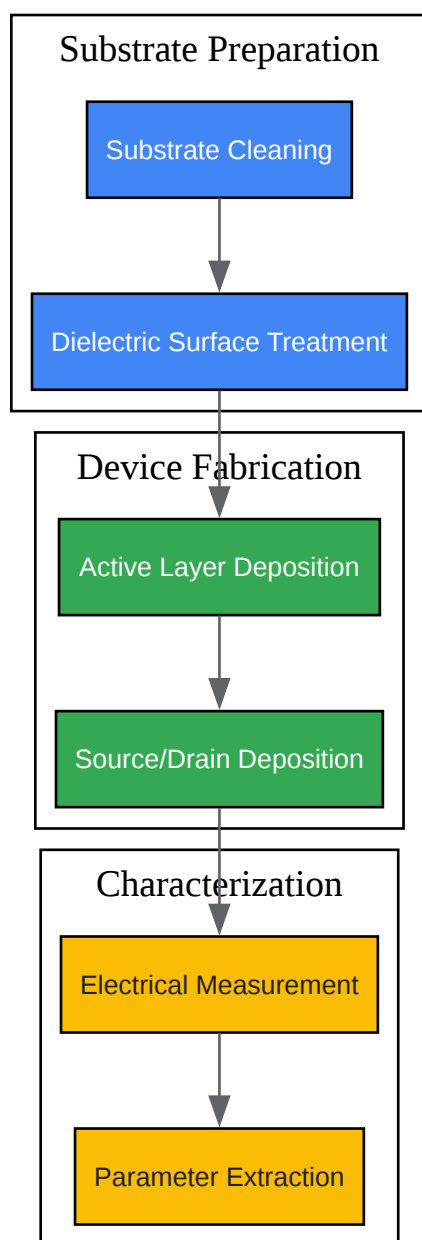 Substrate Preparation
Substrate Cleaning
Dielectric Surface Treatment
Device Fabrication
Active Layer Deposition
Source/Drain Deposition
Characterization
Electrical Measurement
Parameter Extraction